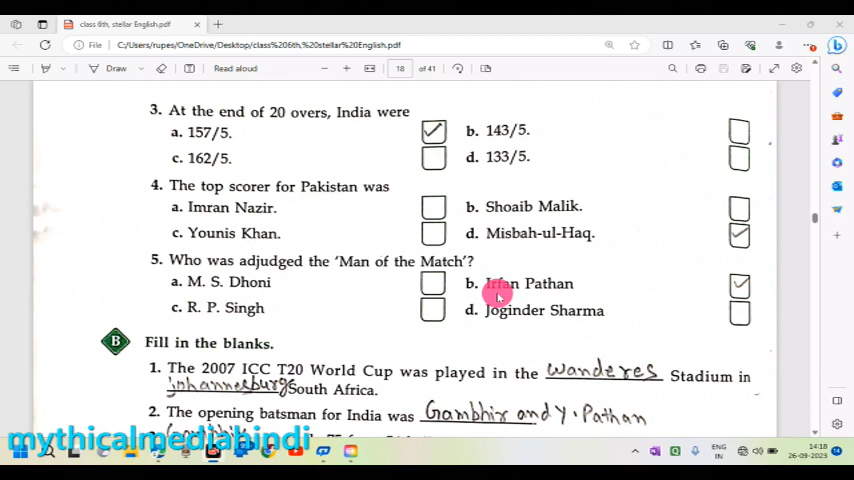 class 6th, stellar English.pdf
File C:/Users/rupes/OneDrive/Desktop/class%206th,%20stellar%20English.pdf
Draw Read aloud 18 of 41
3. At the end of 20 overs, India were
a. 157/5. b. 143/5.
c. 162/5. d. 133/5.
4. The top scorer for Pakistan was
a. Imran Nazir. b. Shoaib Malik.
c. Younis Khan. d. Misbah-ul-Haq.
5. Who was adjudged the ‘Man of the Match’?
a. M. S. Dhoni b. Irfan Pathan
c. R. P. Singh d. Joginder Sharma
B Fill in the blanks.
1. The 2007 ICC T20 World Cup was played in the wanderes Stadium in
Johannesburg South Africa.
2. The opening batsman for India was Gambhir and Y. Pathan
mythicalmediahindi
ENG
IN
14:18
26-09-2023